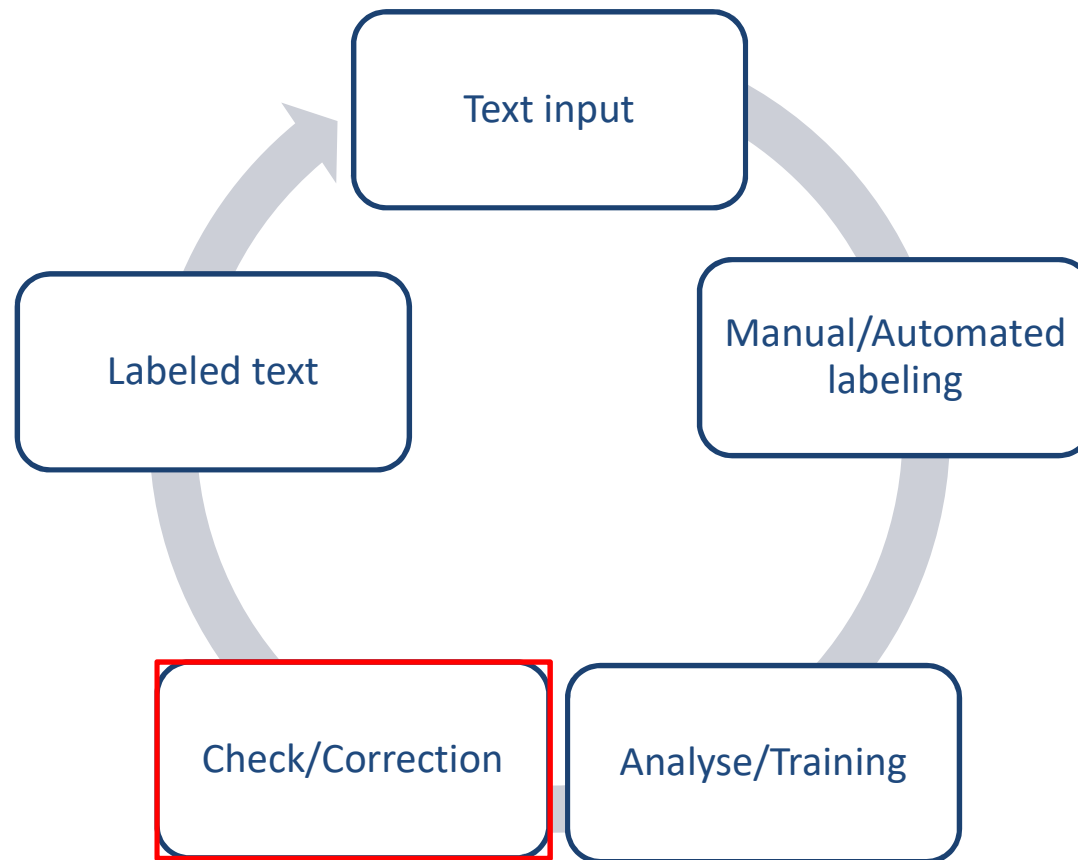 Text input
Manual/Automated
labeling
Labeled text
Check/Correction
Analyse/Training